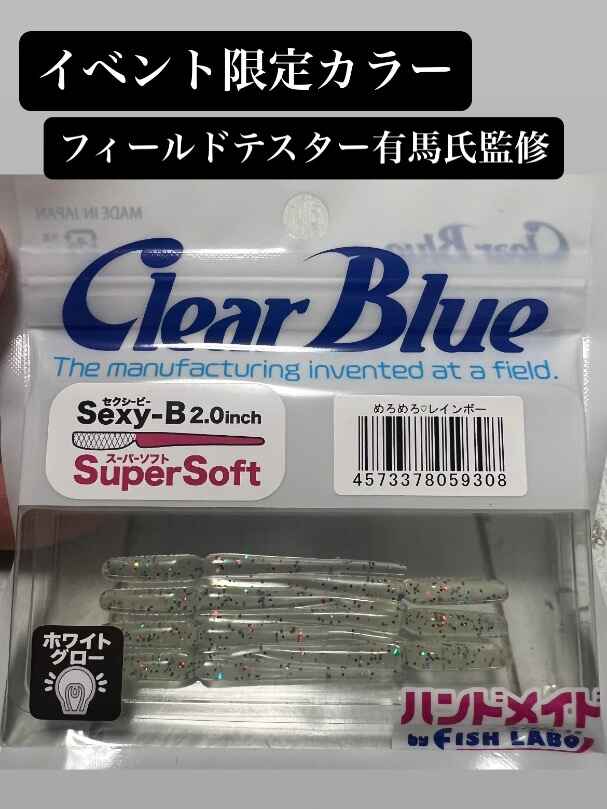 イベント限定カラー
フィールドテスター有馬氏監修
MADE IN JAPAN
Clear Blue
Clear Blue
The manufacturing invented at a field.
セクシービー
Sexy-B 2.0inch
スーパーソフト
SuperSoft
めろめろ♡レインボー
4573378059308
ホワイト
グロー
ハンドメイド
by FISH LABO